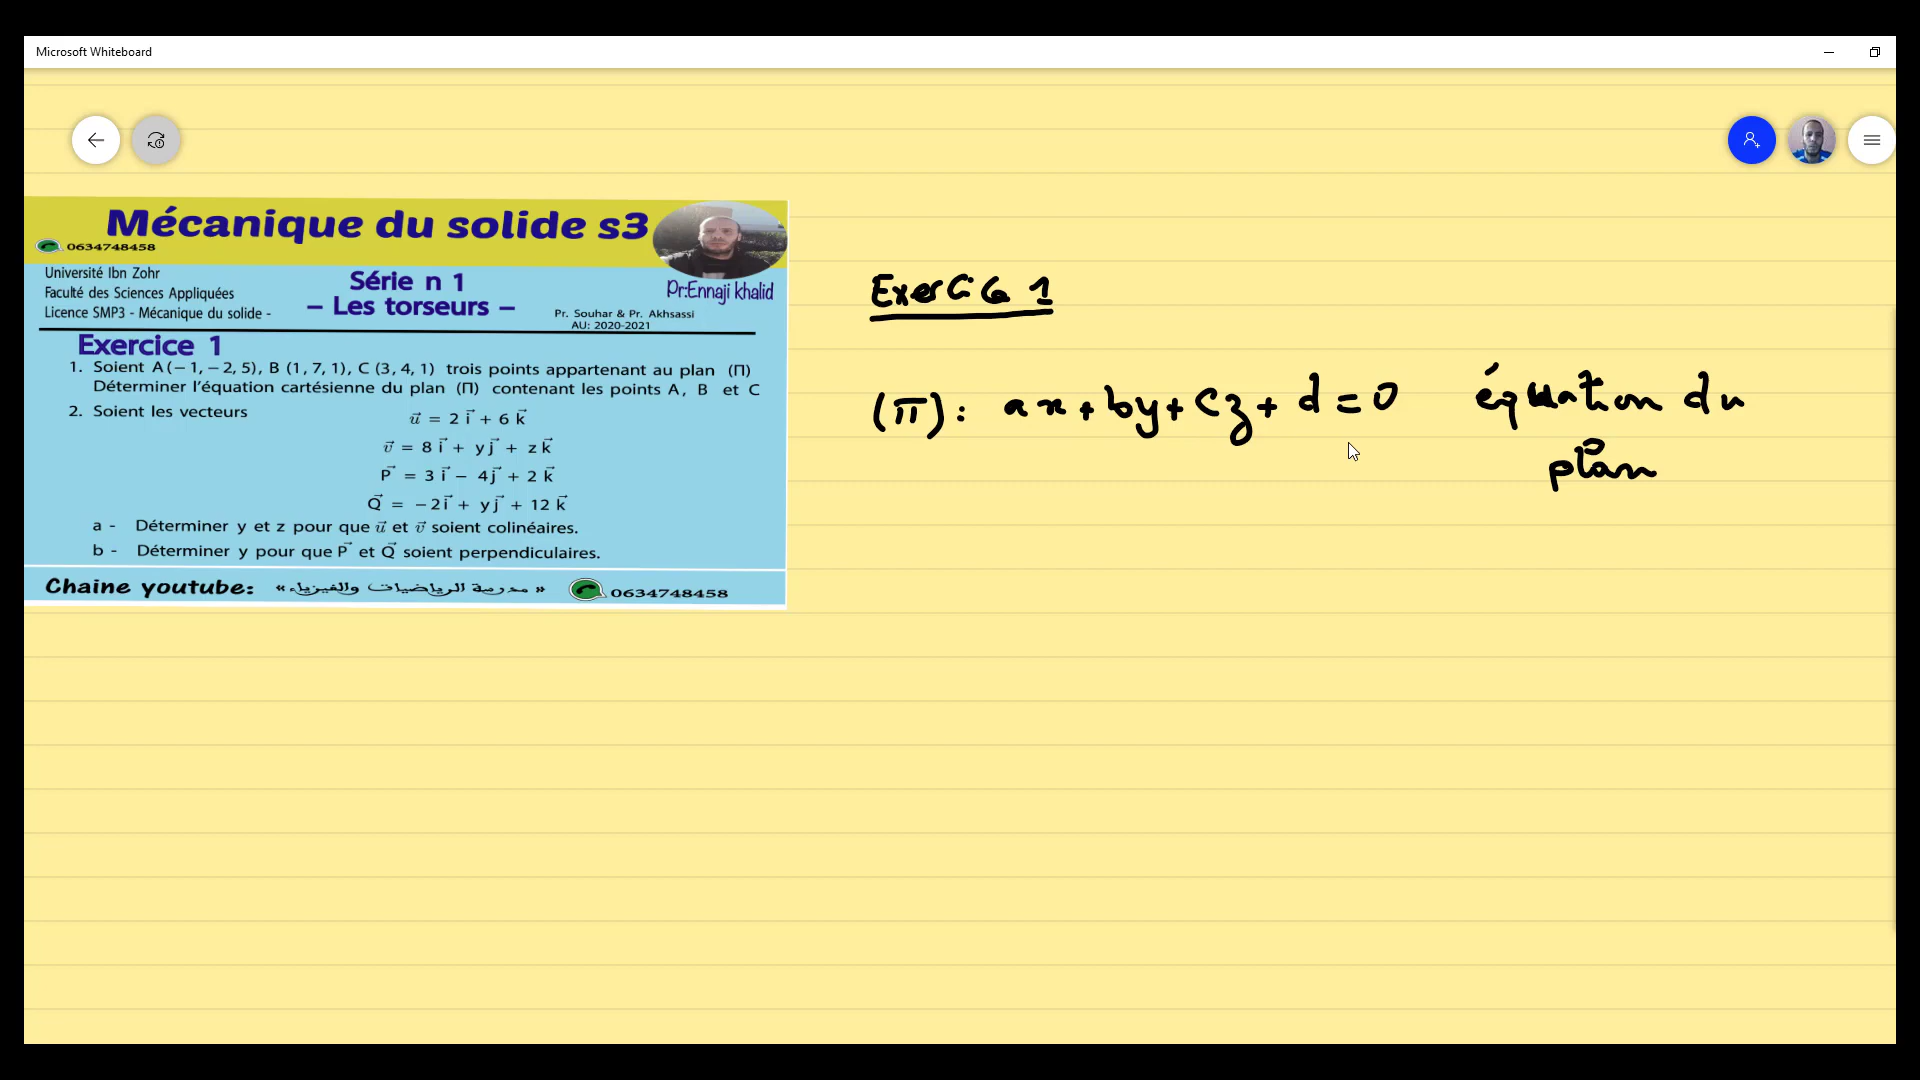 Microsoft Whiteboard
Mécanique du solide s3
0634748458
Université Ibn Zohr
Faculté des Sciences Appliquées
Licence SMP3 - Mécanique du solide -
Série n 1
– Les torseurs –
Pr:Ennaji khalid
Pr. Souhar & Pr. Akhsassi
AU: 2020-2021
Exercice 1
1. Soient A(−1,−2,5), B (1,7,1), C (3,4,1) trois points appartenant au plan (Π)
Déterminer l'équation cartésienne du plan (Π) contenant les points A, B et C
2. Soient les vecteurs
u⃗ = 2 i⃗ + 6 k⃗
v⃗ = 8 i⃗ + y j⃗ + z k⃗
P⃗ = 3 i⃗ − 4 j⃗ + 2 k⃗
Q⃗ = −2 i⃗ + y j⃗ + 12 k⃗
a - Déterminer y et z pour que u⃗ et v⃗ soient colinéaires.
b - Déterminer y pour que P⃗ et Q⃗ soient perpendiculaires.
Chaine youtube: « مدرسة الرياضيات والفيزياء » 0634748458
Exercice 1
(Π): ax+by+cz+d=0 équation du
plan